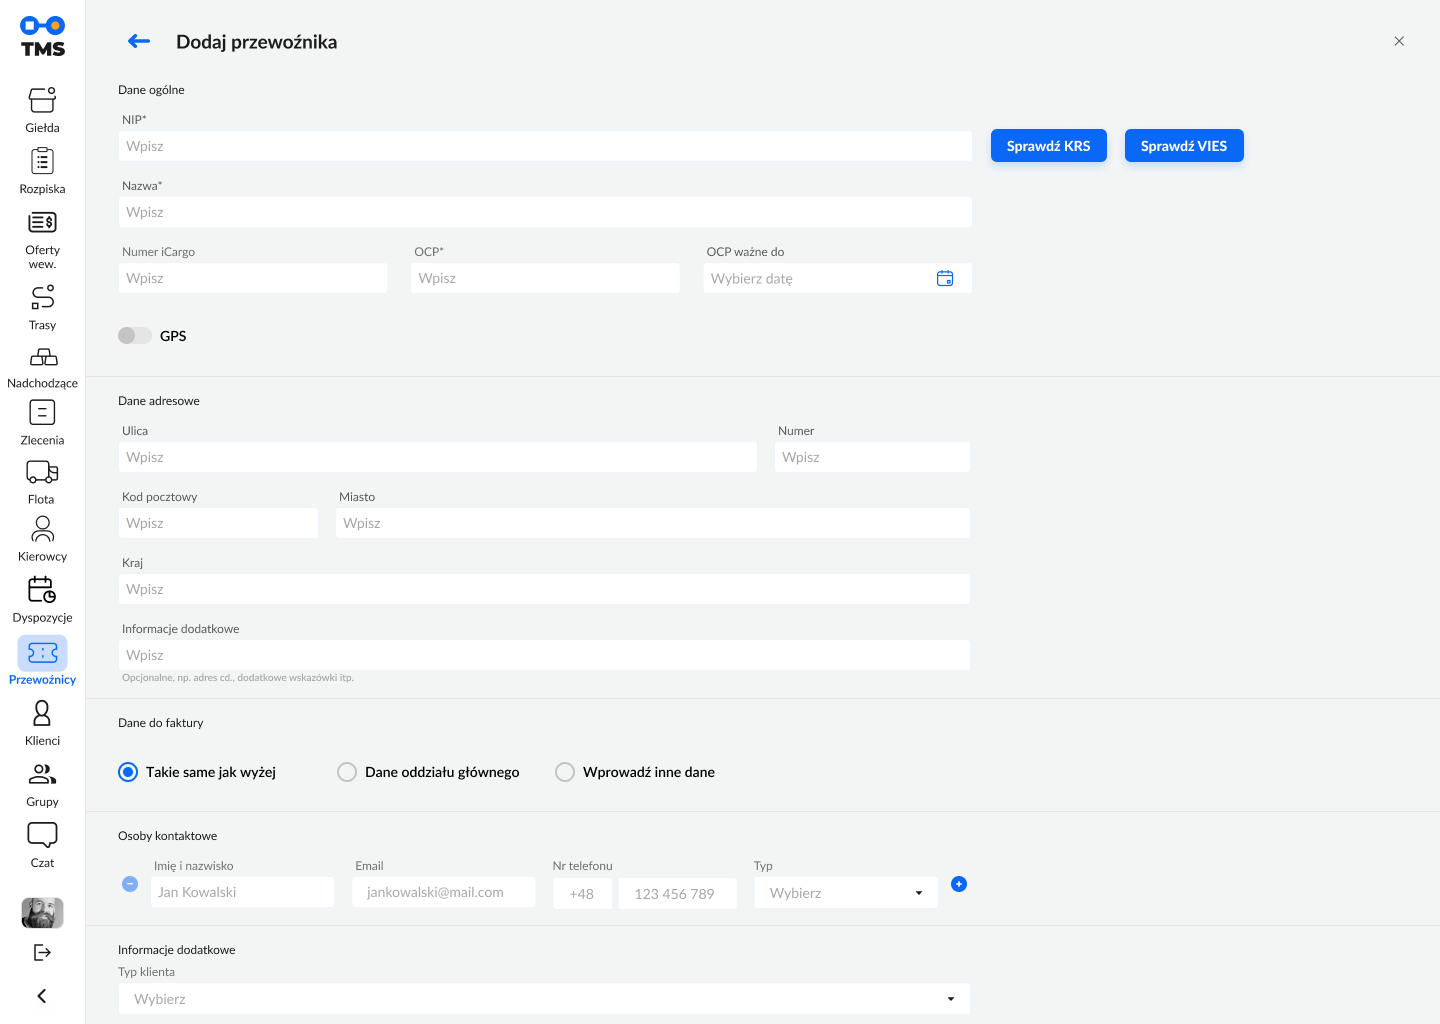 TMS
Giełda
Rozpiska
Oferty
wew.
Trasy
Nadchodzące
Zlecenia
Flota
Kierowcy
Dyspozycje
Przewoźnicy
Klienci
Grupy
Czat
Dodaj przewoźnika
Dane ogólne
NIP*
Wpisz
Sprawdź KRS
Sprawdź VIES
Nazwa*
Wpisz
Numer iCargo
OCP*
OCP ważne do
Wpisz
Wpisz
Wybierz datę
GPS
Dane adresowe
Ulica
Numer
Wpisz
Wpisz
Kod pocztowy
Miasto
Wpisz
Wpisz
Kraj
Wpisz
Informacje dodatkowe
Wpisz
Opcjonalne, np. adres cd., dodatkowe wskazówki itp.
Dane do faktury
Takie same jak wyżej
Dane oddziału głównego
Wprowadź inne dane
Osoby kontaktowe
Imię i nazwisko
Email
Nr telefonu
Typ
Jan Kowalski
jankowalski@mail.com
+48
123 456 789
Wybierz
Informacje dodatkowe
Typ klienta
Wybierz